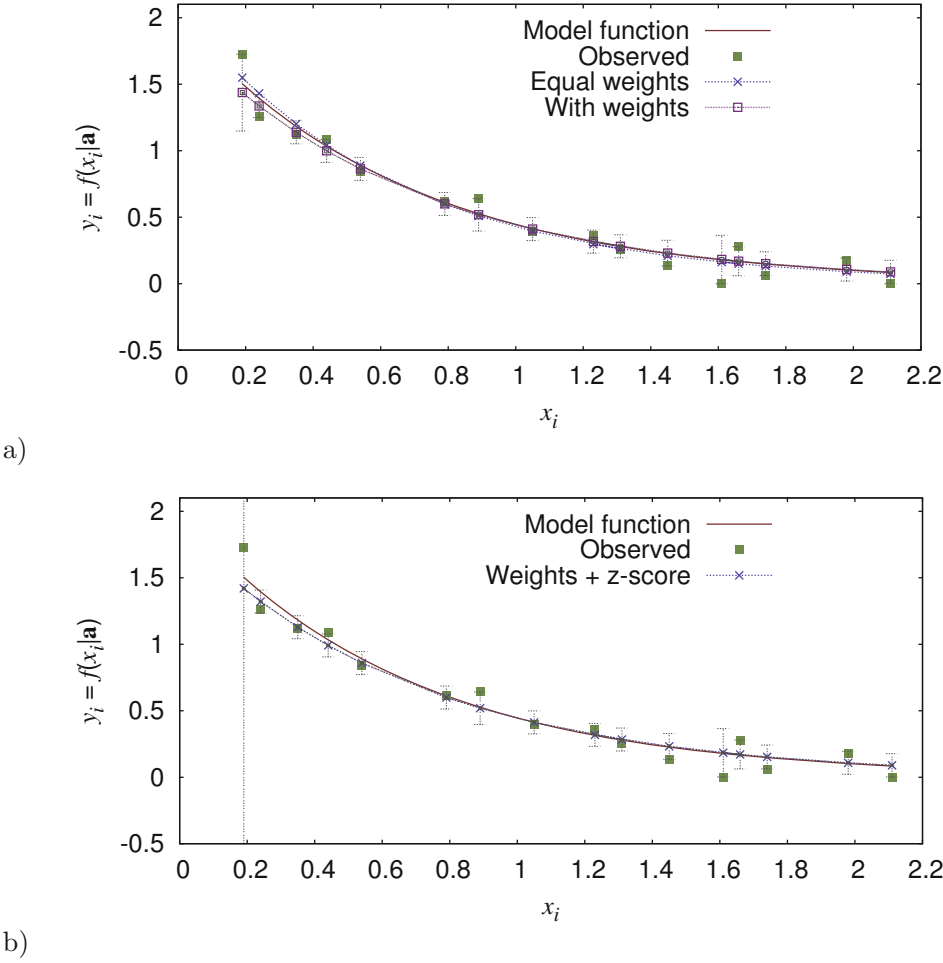 2
1.5
1
0.5
0
-0.5
0 0.2 0.4 0.6 0.8 1 1.2 1.4 1.6 1.8 2 2.2
y_i = f(x_i|a)
x_i
Model function
Observed
Equal weights
With weights
a)
2
1.5
1
0.5
0
-0.5
0 0.2 0.4 0.6 0.8 1 1.2 1.4 1.6 1.8 2 2.2
y_i = f(x_i|a)
x_i
Model function
Observed
Weights + z-score
b)